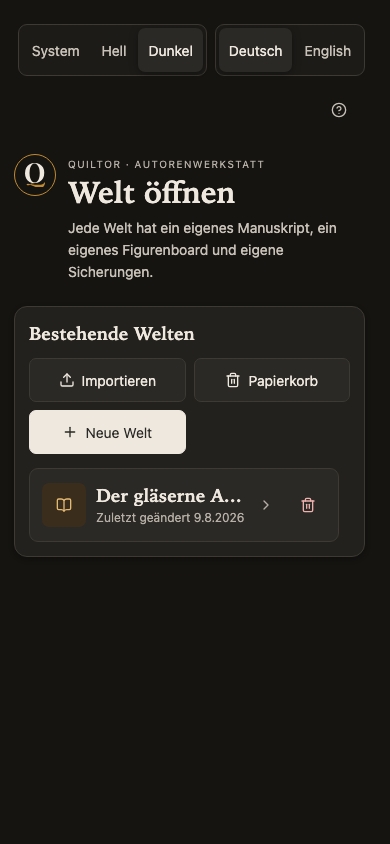 System Hell Dunkel Deutsch English
QUILTOR · AUTORENWERKSTATT
Welt öffnen
Jede Welt hat ein eigenes Manuskript, ein
eigenes Figurenboard und eigene
Sicherungen.
Bestehende Welten
Importieren Papierkorb
Neue Welt
Der gläserne A...
Zuletzt geändert 9.8.2026